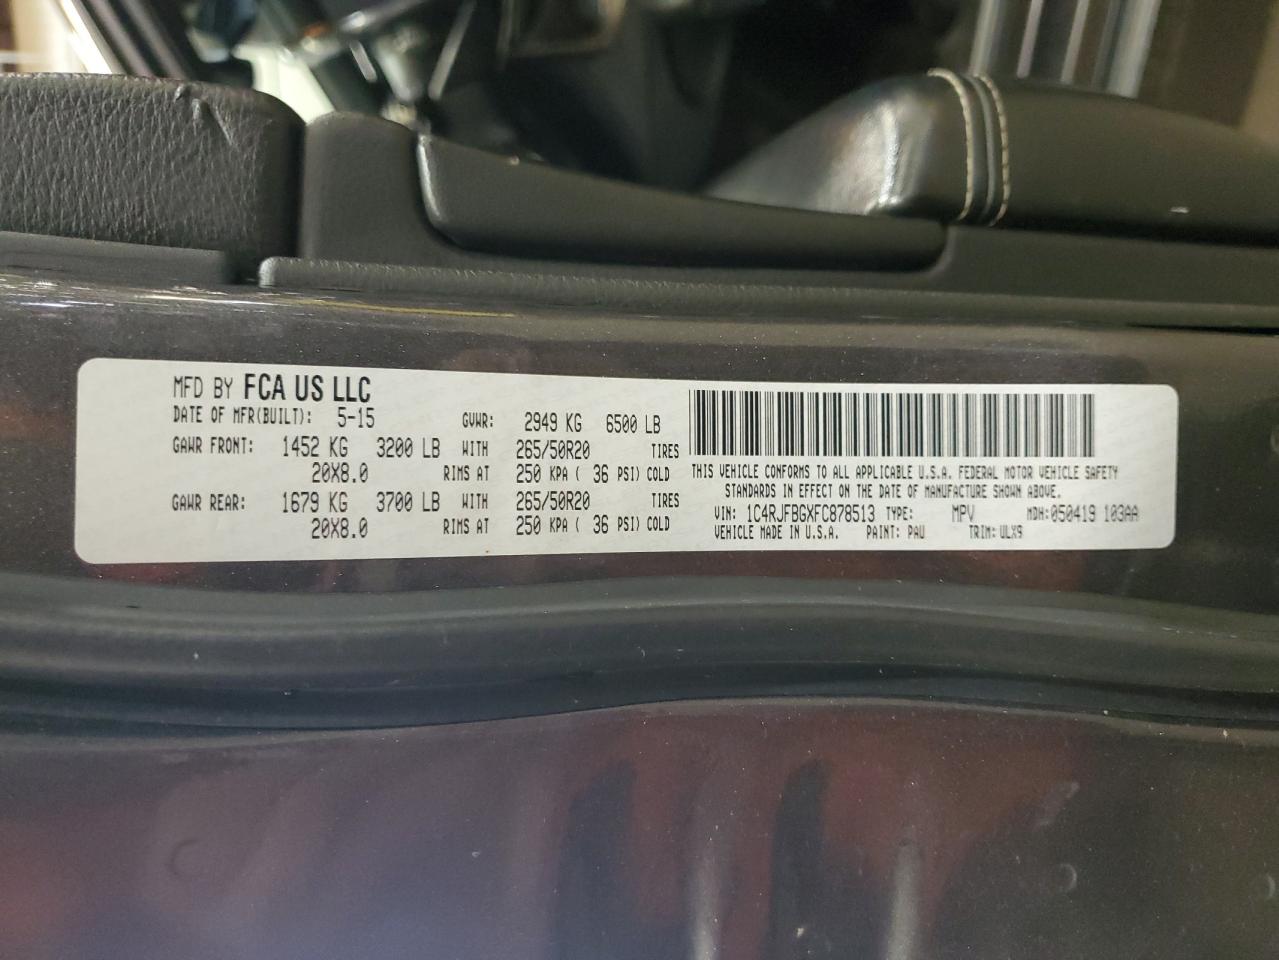 MFD BY FCA US LLC
DATE OF MFR(BUILT): 5-15 GVWR: 2949 KG 6500 LB
GAWR FRONT: 1452 KG 3200 LB WITH 265/50R20 TIRES
20X8.0 RIMS AT 250 KPA ( 36 PSI) COLD
GAWR REAR: 1679 KG 3700 LB WITH 265/50R20 TIRES
20X8.0 RIMS AT 250 KPA ( 36 PSI) COLD
THIS VEHICLE CONFORMS TO ALL APPLICABLE U.S.A. FEDERAL MOTOR VEHICLE SAFETY
STANDARDS IN EFFECT ON THE DATE OF MANUFACTURE SHOWN ABOVE.
VIN: 1C4RJFBGXFC878513 TYPE: MPV MDH: 050419 103AA
VEHICLE MADE IN U.S.A. PAINT: PAU TRIM: ULX9